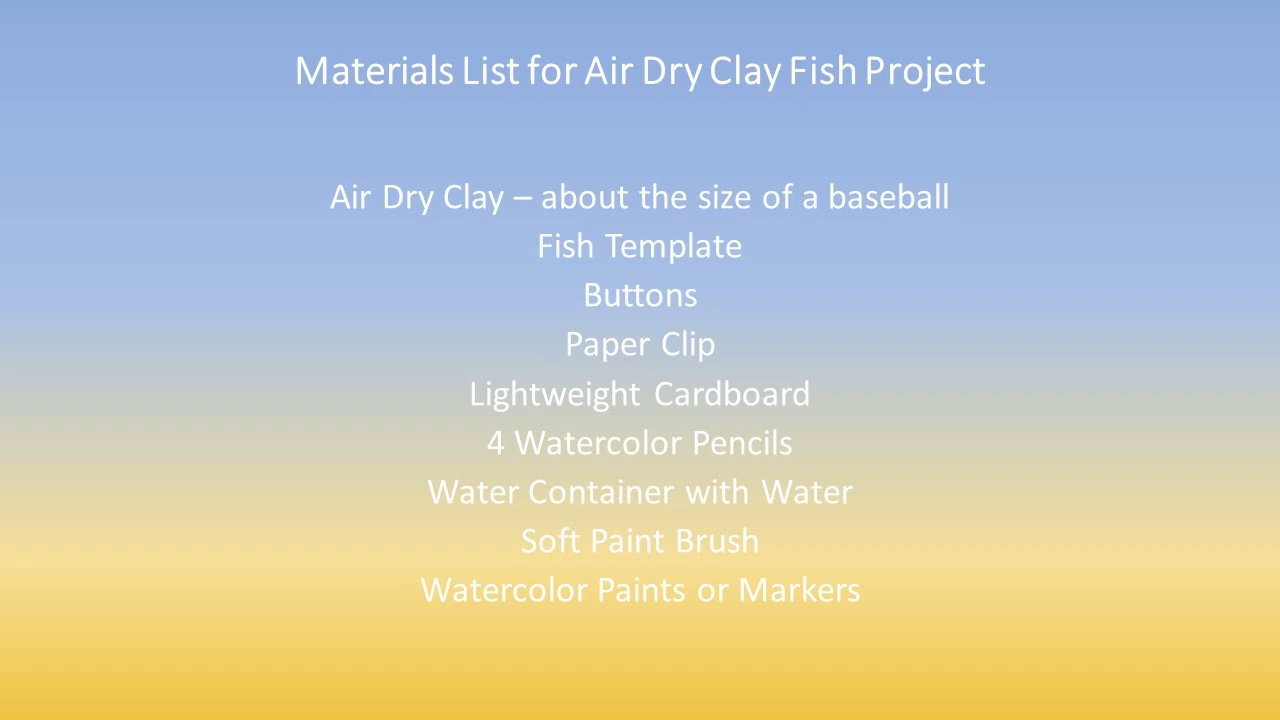 Materials List for Air Dry Clay Fish Project
Air Dry Clay – about the size of a baseball
Fish Template
Buttons
Paper Clip
Lightweight Cardboard
4 Watercolor Pencils
Water Container with Water
Soft Paint Brush
Watercolor Paints or Markers